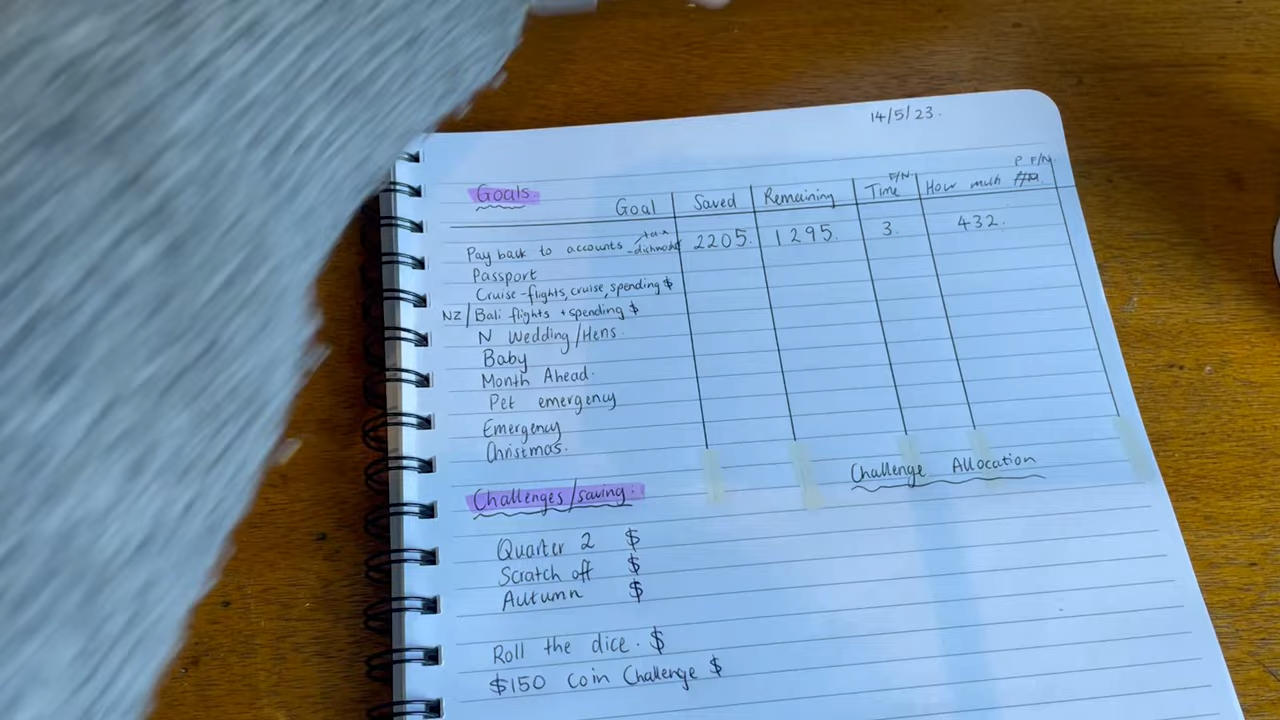 14/5/23.
Goals.
Goal Saved Remaining Time F/N How much P F/N
Pay back to accounts tax 2205. 1295. 3. 432.
Passport
Cruise - flights, cruise, spending $
NZ/Bali flights + spending $
N Wedding/Hens.
Baby
Month Ahead.
Pet emergency
Emergency
Christmas.
Challenge Allocation
Challenges/saving.
Quarter 2 $
Scratch off $
Autumn $
Roll the dice. $
$150 coin Challenge $